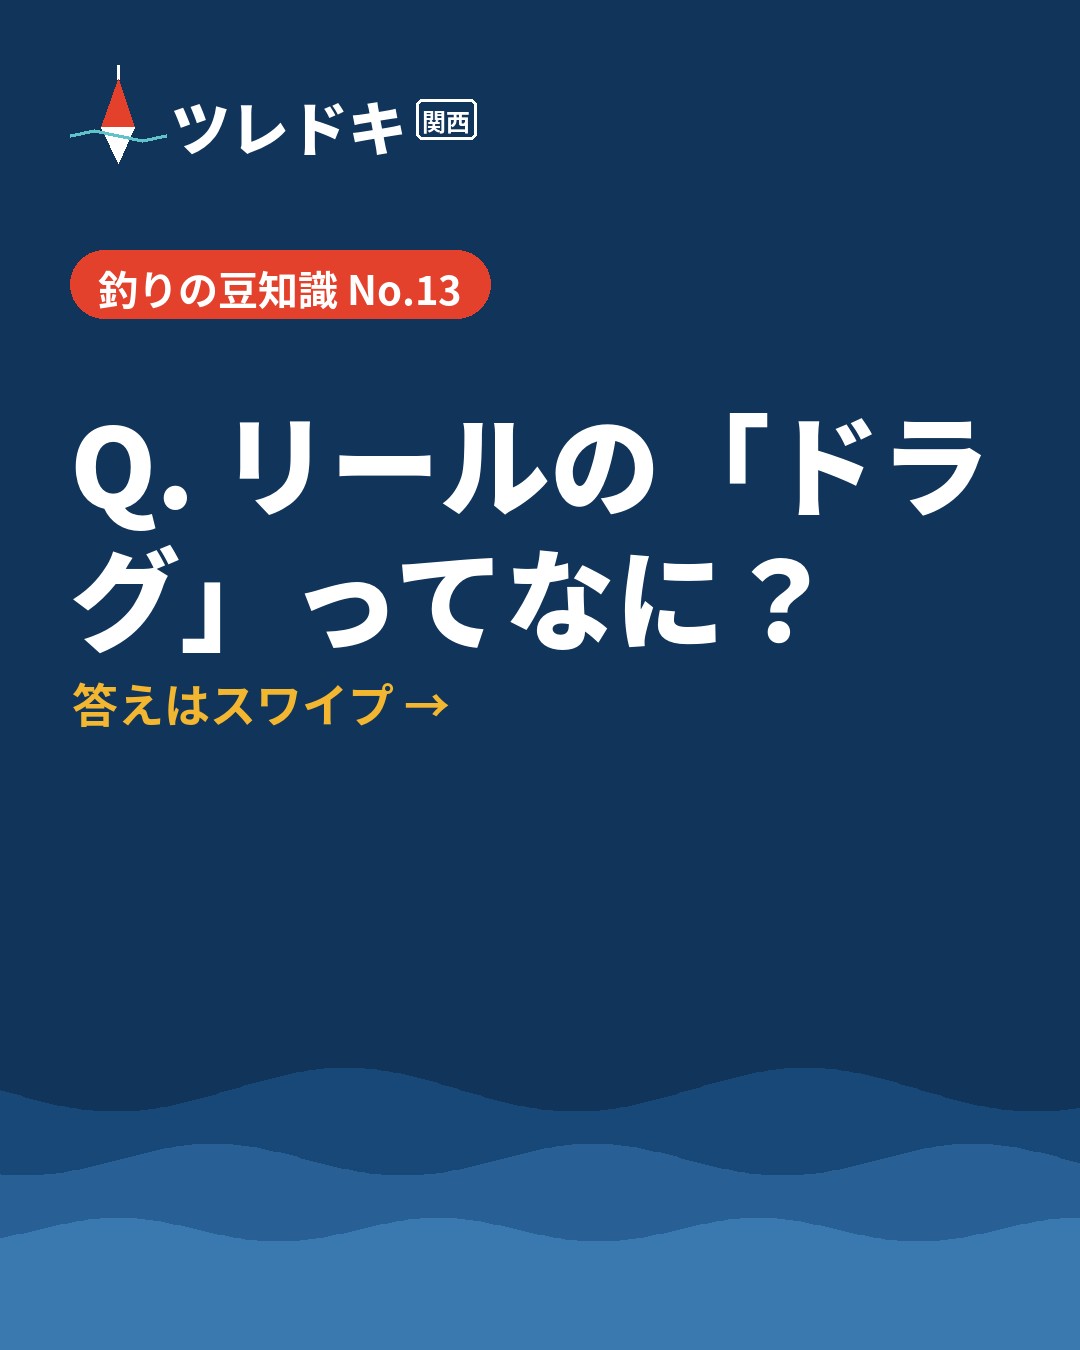 ツレドキ 関西
釣りの豆知識 No.13
Q. リールの「ドラ
グ」ってなに？
答えはスワイプ →